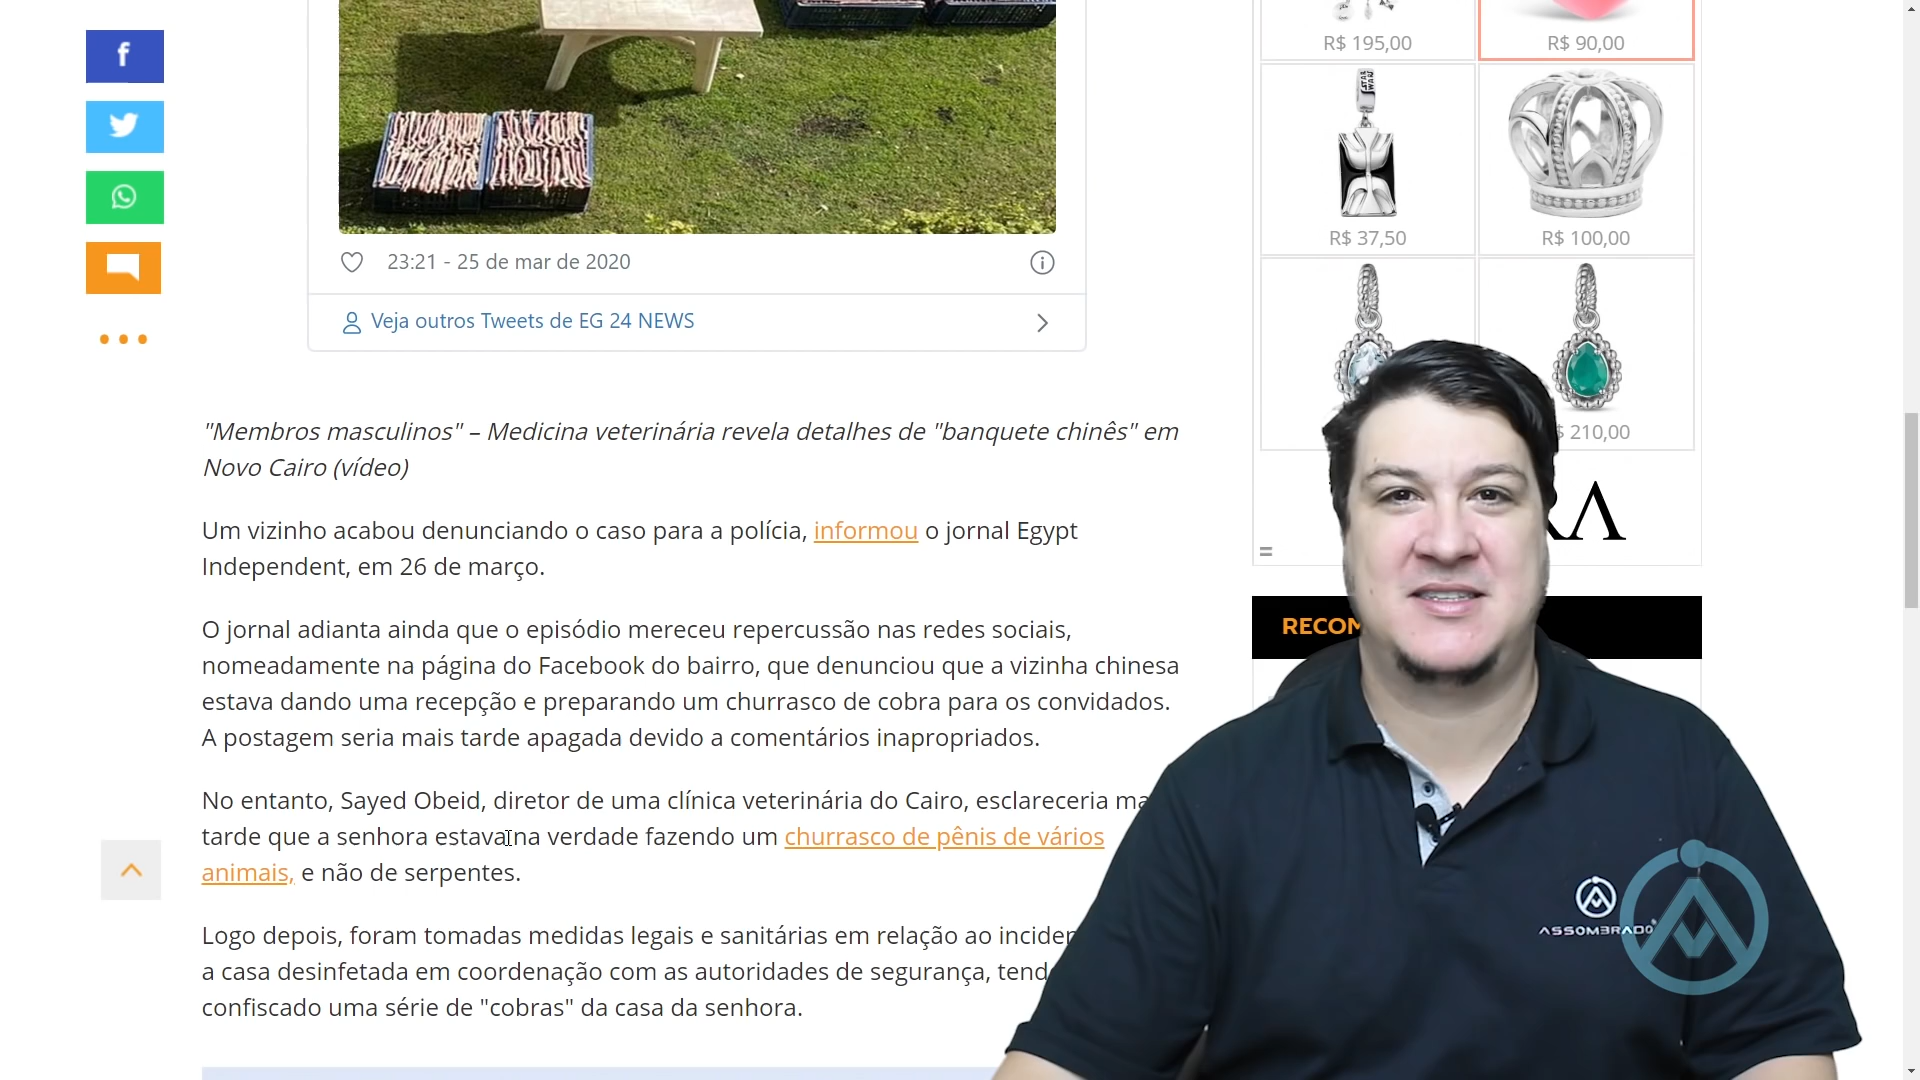 f
R$ 195,00
R$ 90,00
STAR WARS
R$ 37,50
R$ 100,00
23:21 - 25 de mar de 2020
Veja outros Tweets de EG 24 NEWS
$ 210,00
"Membros masculinos" – Medicina veterinária revela detalhes de "banquete chinês" em
Novo Cairo (vídeo)
RA
Um vizinho acabou denunciando o caso para a polícia, informou o jornal Egypt
Independent, em 26 de março.
RECOM
O jornal adianta ainda que o episódio mereceu repercussão nas redes sociais,
nomeadamente na página do Facebook do bairro, que denunciou que a vizinha chinesa
estava dando uma recepção e preparando um churrasco de cobra para os convidados.
A postagem seria mais tarde apagada devido a comentários inapropriados.
No entanto, Sayed Obeid, diretor de uma clínica veterinária do Cairo, esclareceria ma
tarde que a senhora estava na verdade fazendo um churrasco de pênis de vários
animais, e não de serpentes.
Logo depois, foram tomadas medidas legais e sanitárias em relação ao inciden
a casa desinfetada em coordenação com as autoridades de segurança, tend
confiscado uma série de "cobras" da casa da senhora.
ASSOMBRADO